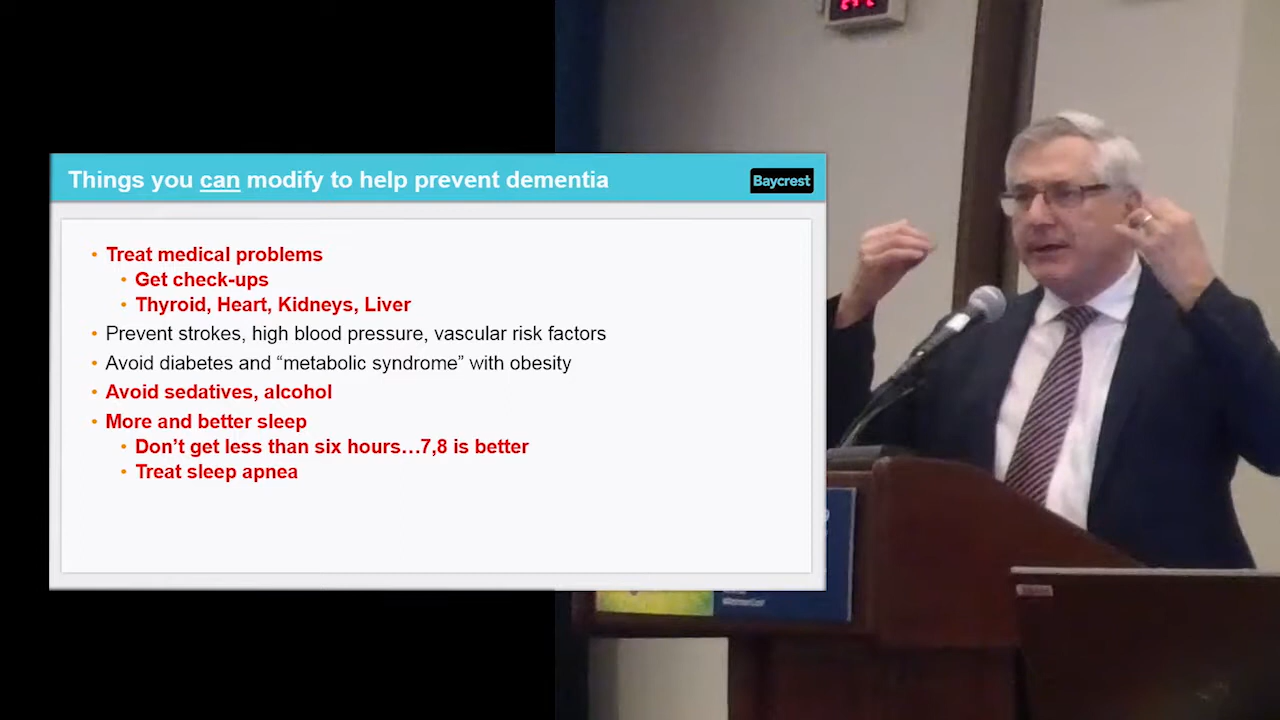 Things you can modify to help prevent dementia
Baycrest
• Treat medical problems
• Get check-ups
• Thyroid, Heart, Kidneys, Liver
• Prevent strokes, high blood pressure, vascular risk factors
• Avoid diabetes and “metabolic syndrome” with obesity
• Avoid sedatives, alcohol
• More and better sleep
• Don’t get less than six hours…7,8 is better
• Treat sleep apnea